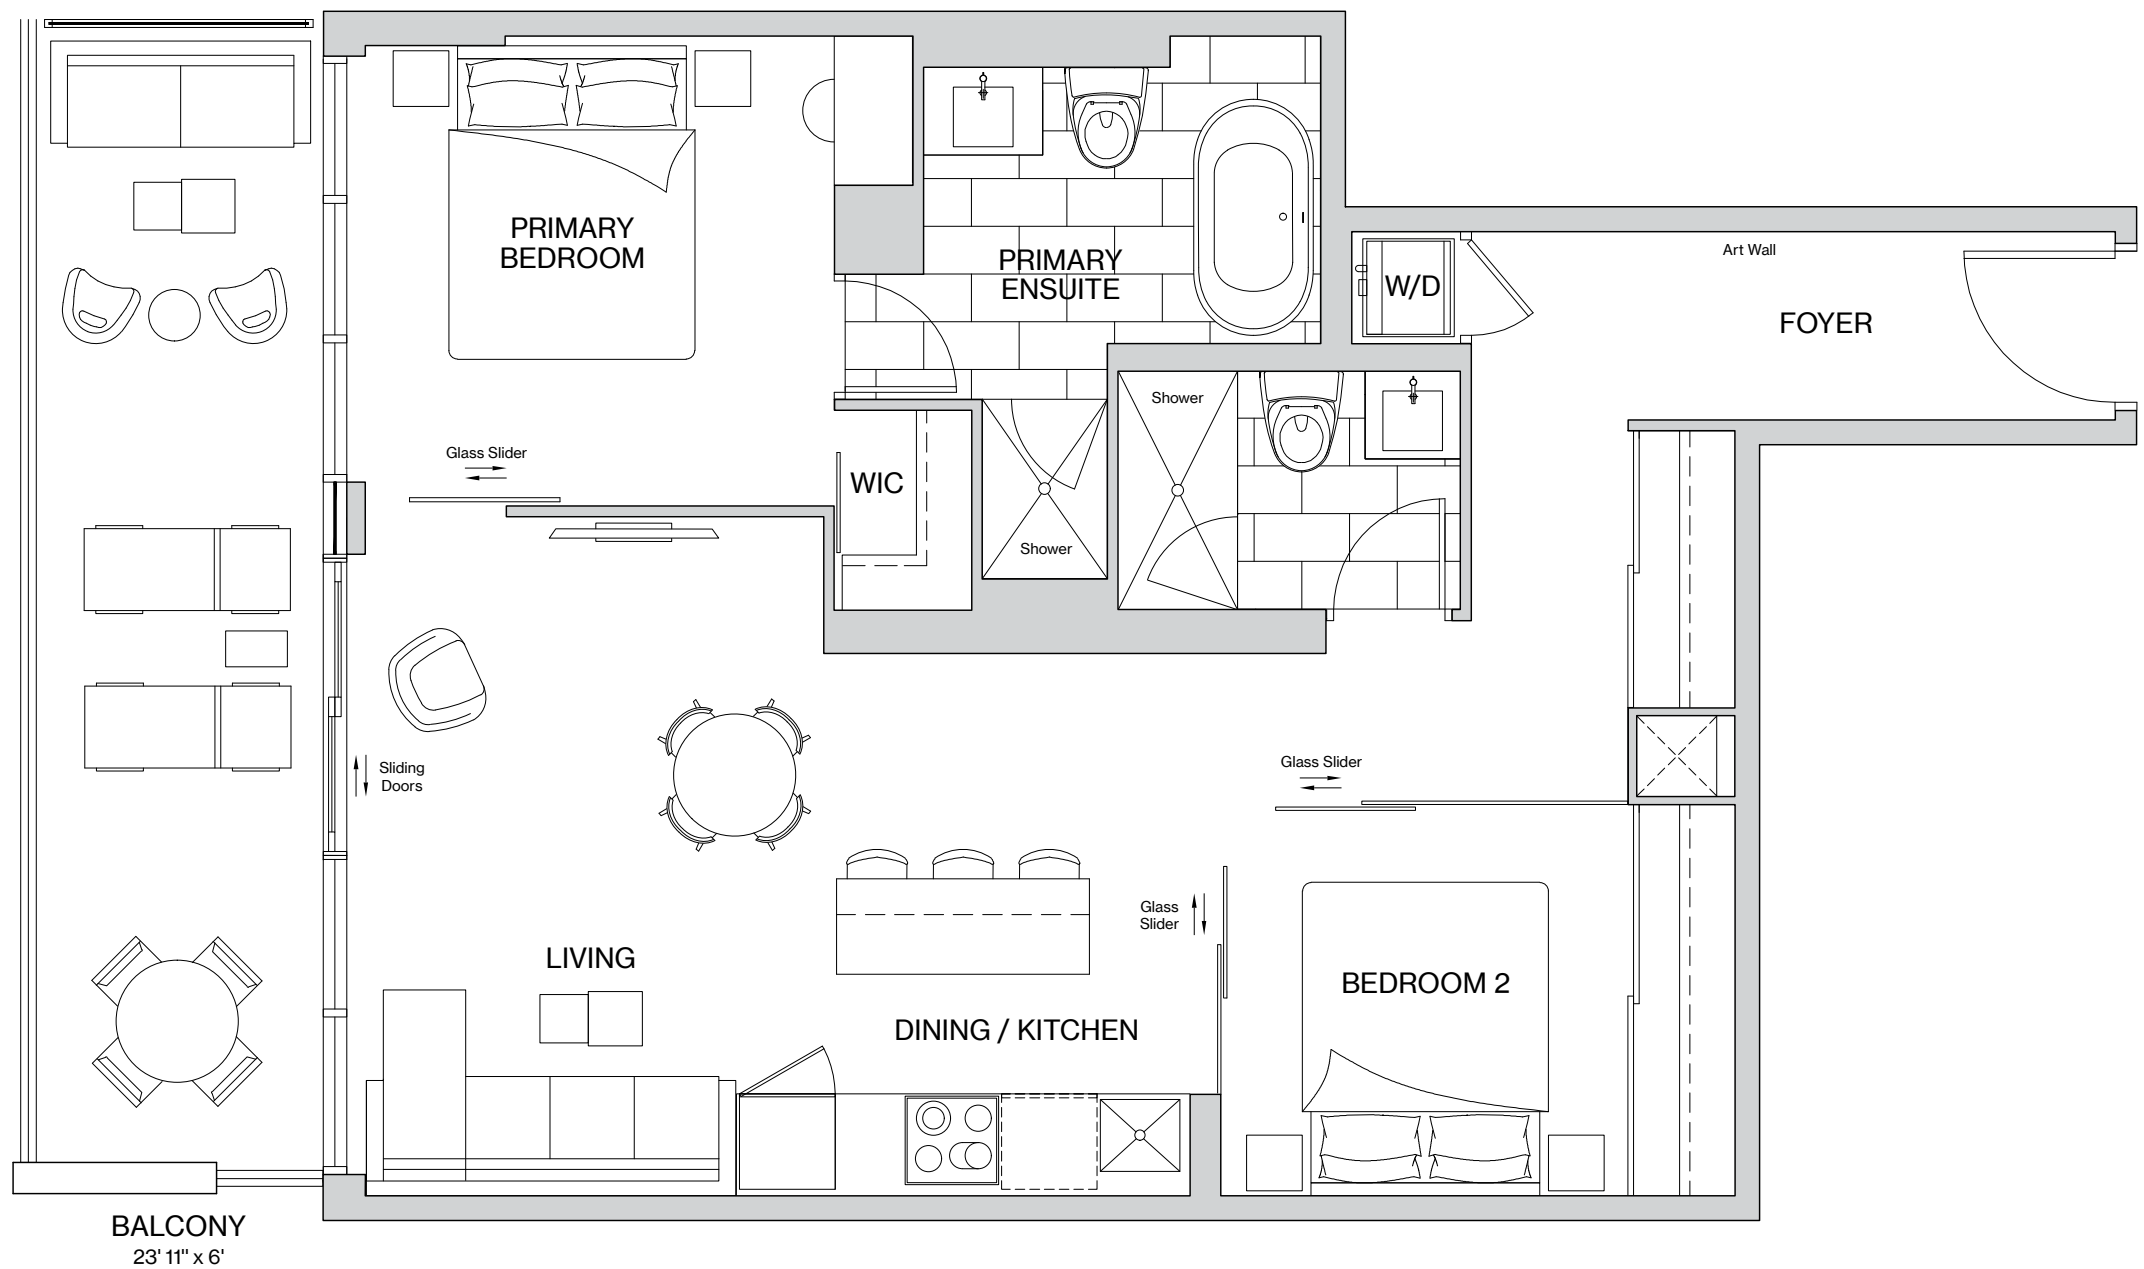 PRIMARY
BEDROOM
PRIMARY
ENSUITE
W/D
Art Wall
FOYER
Shower
Glass Slider
WIC
Shower
Sliding
Doors
Glass Slider
Glass
Slider
LIVING
BEDROOM 2
DINING / KITCHEN
BALCONY
23' 11" x 6'